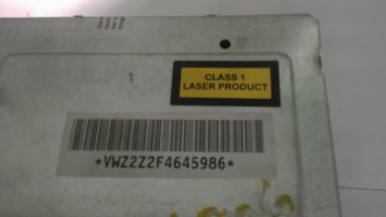 CLASS 1
LASER PRODUCT
*VWZ2Z2F4645986*